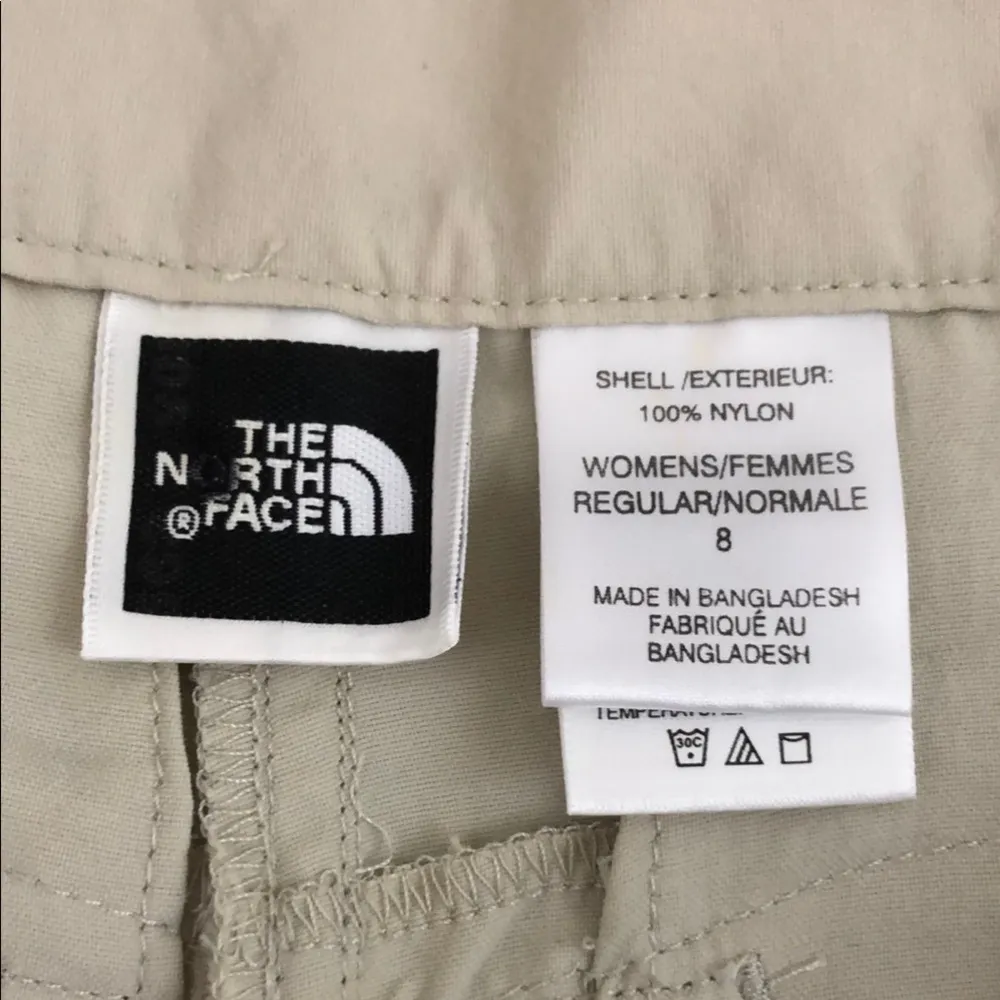 THE
NORTH
® FACE
SHELL /EXTERIEUR:
100% NYLON
WOMENS/FEMMES
REGULAR/NORMALE
8
MADE IN BANGLADESH
FABRIQUÉ AU
BANGLADESH
30C